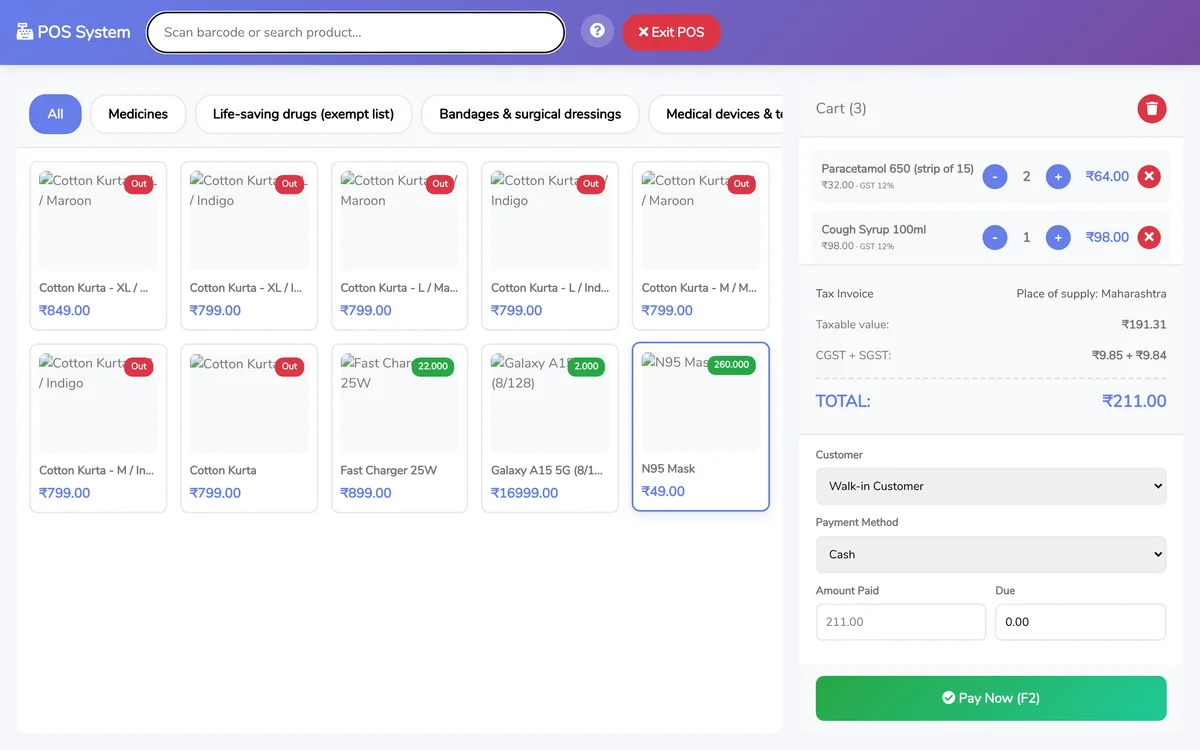 POS System
Scan barcode or search product...
?
Exit POS
All
Medicines
Life-saving drugs (exempt list)
Bandages & surgical dressings
Medical devices & te
Cotton Kurta
Out
/ Maroon
Cotton Kurta - XL / ...
₹849.00
Cotton Kurta
Out
/ Indigo
Cotton Kurta - XL / I...
₹799.00
Cotton Kurta
Out
Maroon
Cotton Kurta - L / Ma...
₹799.00
Cotton Kurta
Out
Indigo
Cotton Kurta - L / Ind...
₹799.00
Cotton Kurta
Out
/ Maroon
Cotton Kurta - M / M...
₹799.00
Cotton Kurta
Out
/ Indigo
Cotton Kurta - M / In...
₹799.00
Cotton Kurta
Out
Cotton Kurta
₹799.00
Fast Char
22.000
25W
Fast Charger 25W
₹899.00
Galaxy A15
2.000
(8/128)
Galaxy A15 5G (8/1...
₹16999.00
N95 Mas
260.000
N95 Mask
₹49.00
Cart (3)
Paracetamol 650 (strip of 15)
₹32.00 · GST 12%
- 2 + ₹64.00
Cough Syrup 100ml
₹98.00 · GST 12%
- 1 + ₹98.00
Tax Invoice Place of supply: Maharashtra
Taxable value: ₹191.31
CGST + SGST: ₹9.85 + ₹9.84
TOTAL: ₹211.00
Customer
Walk-in Customer
Payment Method
Cash
Amount Paid Due
211.00 0.00
Pay Now (F2)